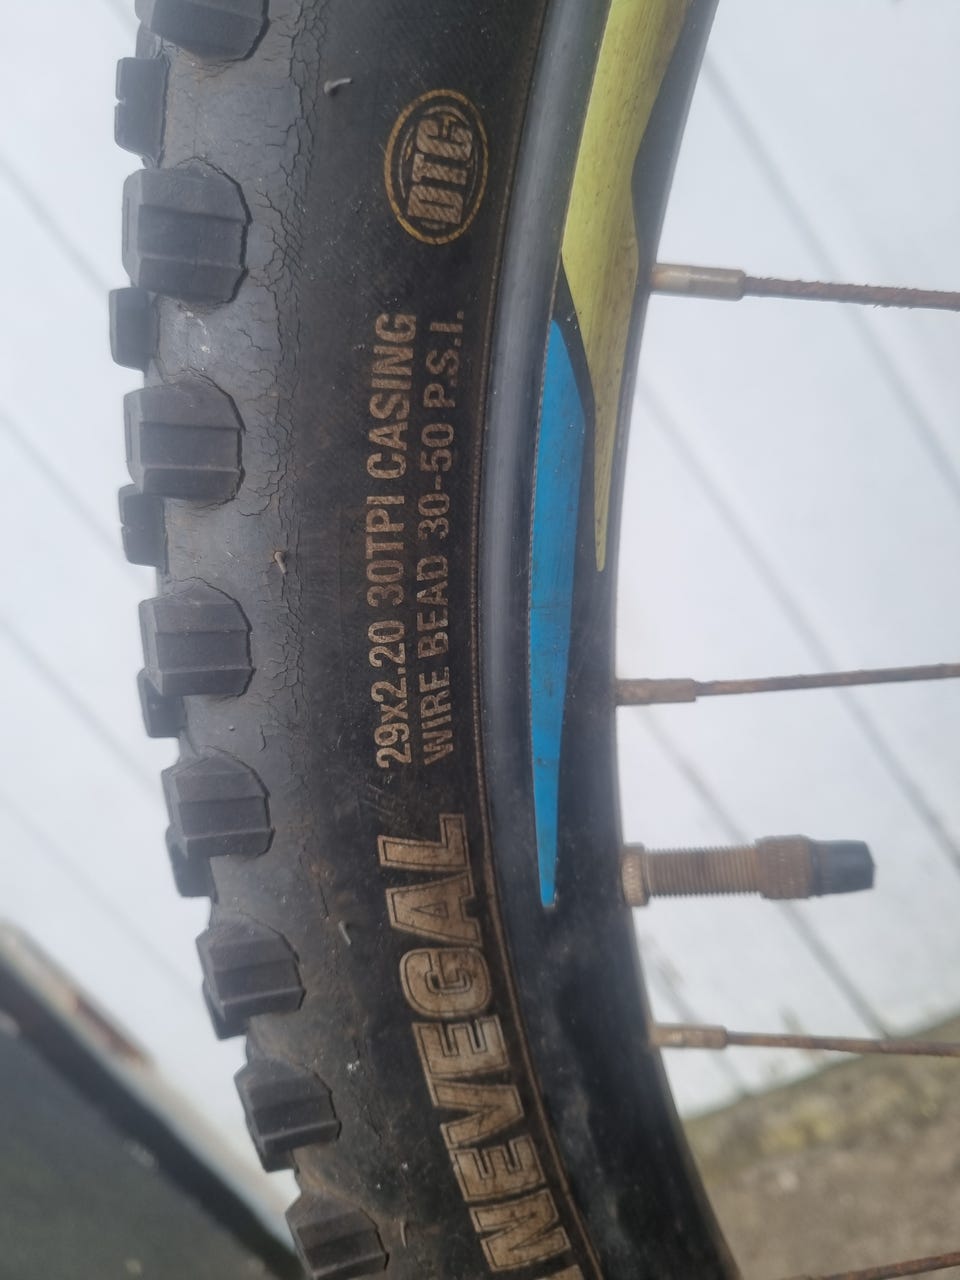 DTC
29x2.20 30TPI CASING
WIRE BEAD 30-50 P.S.I.
NEVEGAL